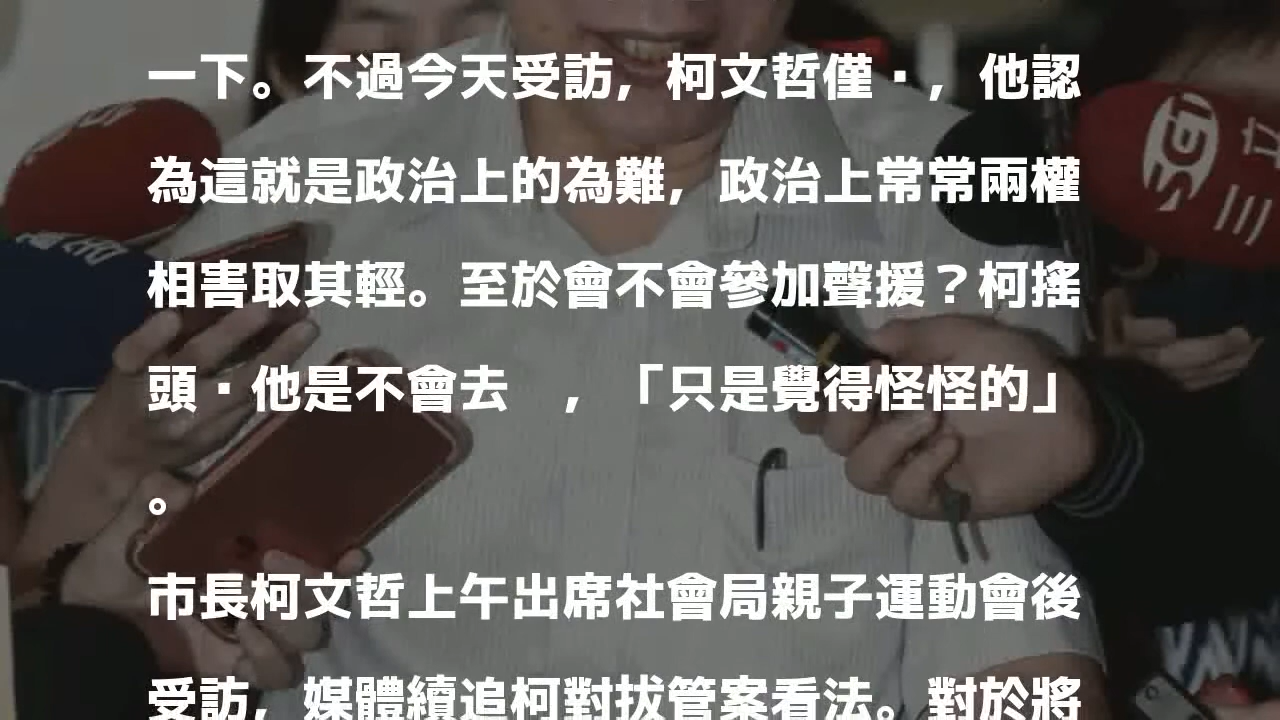 一下。不過今天受訪，柯文哲僅▪，他認
為這就是政治上的為難，政治上常常兩權
相害取其輕。至於會不會參加聲援？柯搖
頭▪他是不會去　，「只是覺得怪怪的」
。
市長柯文哲上午出席社會局親子運動會後
受訪，媒體續追柯對拔管案看法。對於將
三立